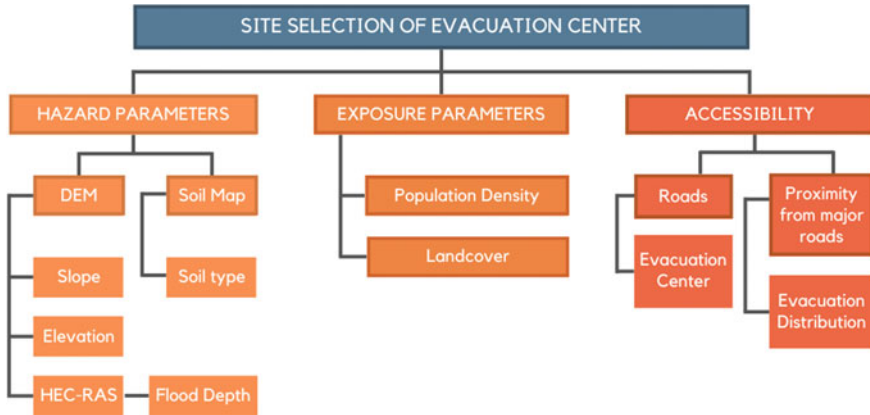 SITE SELECTION OF EVACUATION CENTER
HAZARD PARAMETERS
EXPOSURE PARAMETERS
ACCESSIBILITY
DEM
Soil Map
Slope
Soil type
Elevation
HEC-RAS
Flood Depth
Population Density
Landcover
Roads
Evacuation
Center
Proximity
from major
roads
Evacuation
Distribution